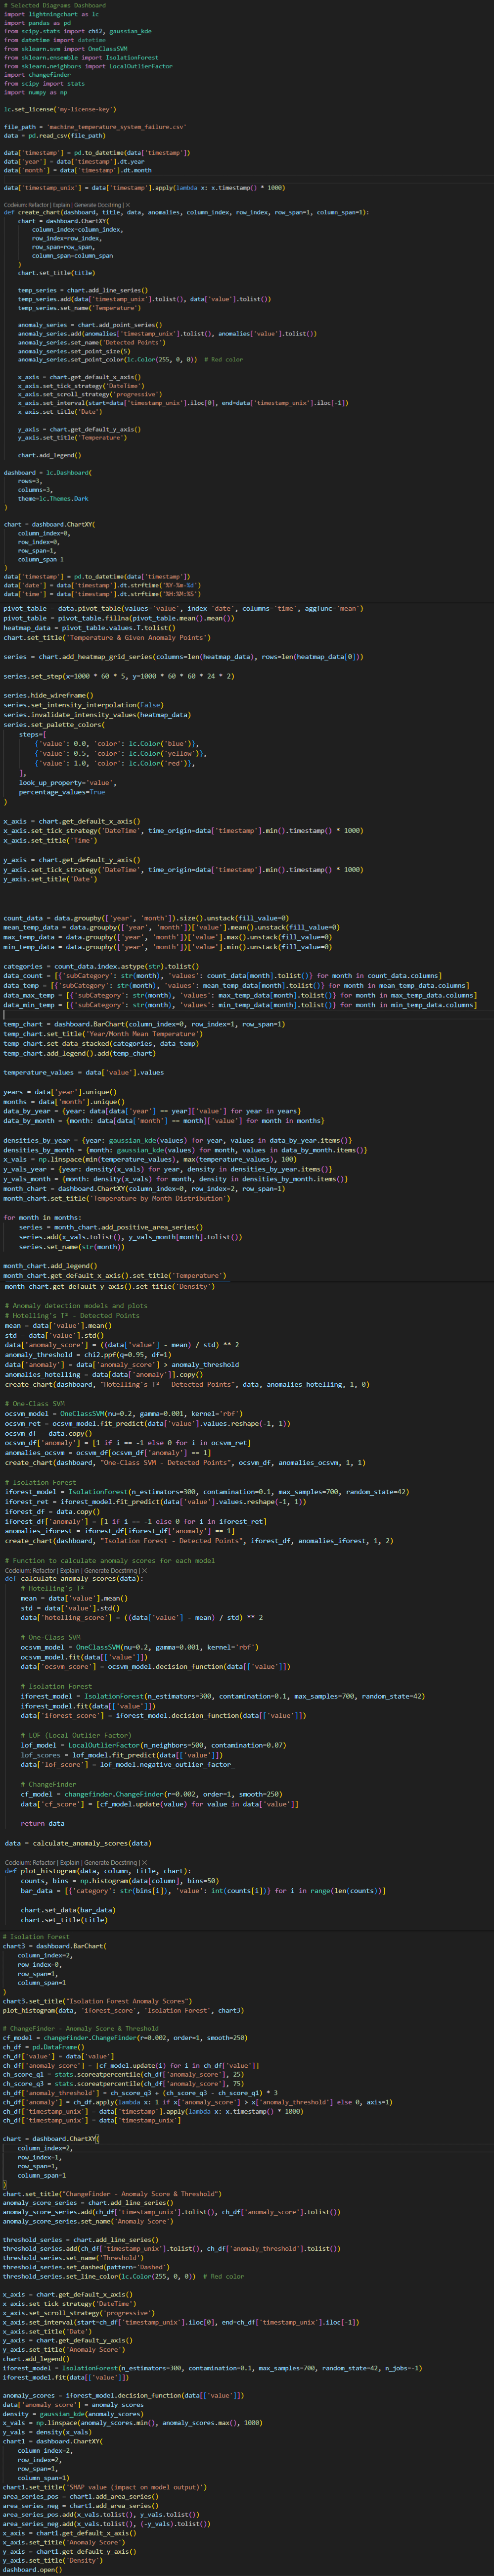 # Selected Diagrams Dashboard
import lightningchart as lc
import pandas as pd
from scipy.stats import chi2, gaussian_kde
from datetime import datetime
from sklearn.svm import OneClassSVM
from sklearn.ensemble import IsolationForest
from sklearn.neighbors import LocalOutlierFactor
import changefinder
from scipy import stats
import numpy as np
lc.set_license('my-license-key')
file_path = 'machine_temperature_system_failure.csv'
data = pd.read_csv(file_path)
data['timestamp'] = pd.to_datetime(data['timestamp'])
data['year'] = data['timestamp'].dt.year
data['month'] = data['timestamp'].dt.month
data['timestamp_unix'] = data['timestamp'].apply(lambda x: x.timestamp() * 1000)
Codeium: Refactor | Explain | Generate Docstring | X
def create_chart(dashboard, title, data, anomalies, column_index, row_index, row_span=1, column_span=1):
    chart = dashboard.ChartXY(
        column_index=column_index,
        row_index=row_index,
        row_span=row_span,
        column_span=column_span
    )
    chart.set_title(title)
    temp_series = chart.add_line_series()
    temp_series.add(data['timestamp_unix'].tolist(), data['value'].tolist())
    temp_series.set_name('Temperature')
    anomaly_series = chart.add_point_series()
    anomaly_series.add(anomalies['timestamp_unix'].tolist(), anomalies['value'].tolist())
    anomaly_series.set_name('Detected Points')
    anomaly_series.set_point_size(5)
    anomaly_series.set_point_color(lc.Color(255, 0, 0))  # Red color
    x_axis = chart.get_default_x_axis()
    x_axis.set_tick_strategy('DateTime')
    x_axis.set_scroll_strategy('progressive')
    x_axis.set_interval(start=data['timestamp_unix'].iloc[0], end=data['timestamp_unix'].iloc[-1])
    x_axis.set_title('Date')
    y_axis = chart.get_default_y_axis()
    y_axis.set_title('Temperature')
    chart.add_legend()
dashboard = lc.Dashboard(
    rows=3,
    columns=3,
    theme=lc.Themes.Dark
)
chart = dashboard.ChartXY(
    column_index=0,
    row_index=0,
    row_span=1,
    column_span=1
)
data['timestamp'] = pd.to_datetime(data['timestamp'])
data['date'] = data['timestamp'].dt.strftime('%Y-%m-%d')
data['time'] = data['timestamp'].dt.strftime('%H:%M:%S')
pivot_table = data.pivot_table(values='value', index='date', columns='time', aggfunc='mean')
pivot_table = pivot_table.fillna(pivot_table.mean().mean())
heatmap_data = pivot_table.values.T.tolist()
chart.set_title('Temperature & Given Anomaly Points')
series = chart.add_heatmap_grid_series(columns=len(heatmap_data), rows=len(heatmap_data[0]))
series.set_step(x=1000 * 60 * 5, y=1000 * 60 * 60 * 24 * 2)
series.hide_wireframe()
series.set_intensity_interpolation(False)
series.invalidate_intensity_values(heatmap_data)
series.set_palette_colors(
    steps=[
        {'value': 0.0, 'color': lc.Color('blue')},
        {'value': 0.5, 'color': lc.Color('yellow')},
        {'value': 1.0, 'color': lc.Color('red')},
    ],
    look_up_property='value',
    percentage_values=True
)
x_axis = chart.get_default_x_axis()
x_axis.set_tick_strategy('DateTime', time_origin=data['timestamp'].min().timestamp() * 1000)
x_axis.set_title('Time')
y_axis = chart.get_default_y_axis()
y_axis.set_tick_strategy('DateTime', time_origin=data['timestamp'].min().timestamp() * 1000)
y_axis.set_title('Date')
count_data = data.groupby(['year', 'month']).size().unstack(fill_value=0)
mean_temp_data = data.groupby(['year', 'month'])['value'].mean().unstack(fill_value=0)
max_temp_data = data.groupby(['year', 'month'])['value'].max().unstack(fill_value=0)
min_temp_data = data.groupby(['year', 'month'])['value'].min().unstack(fill_value=0)
categories = count_data.index.astype(str).tolist()
data_count = [{'subCategory': str(month), 'values': count_data[month].tolist()} for month in count_data.columns]
data_temp = [{'subCategory': str(month), 'values': mean_temp_data[month].tolist()} for month in mean_temp_data.columns]
data_max_temp = [{'subCategory': str(month), 'values': max_temp_data[month].tolist()} for month in max_temp_data.columns]
data_min_temp = [{'subCategory': str(month), 'values': min_temp_data[month].tolist()} for month in min_temp_data.columns]
temp_chart = dashboard.BarChart(column_index=0, row_index=1, row_span=1)
temp_chart.set_title('Year/Month Mean Temperature')
temp_chart.set_data_stacked(categories, data_temp)
temp_chart.add_legend().add(temp_chart)
temperature_values = data['value'].values
years = data['year'].unique()
months = data['month'].unique()
data_by_year = {year: data[data['year'] == year]['value'] for year in years}
data_by_month = {month: data[data['month'] == month]['value'] for month in months}
densities_by_year = {year: gaussian_kde(values) for year, values in data_by_year.items()}
densities_by_month = {month: gaussian_kde(values) for month, values in data_by_month.items()}
x_vals = np.linspace(min(temperature_values), max(temperature_values), 100)
y_vals_year = {year: density(x_vals) for year, density in densities_by_year.items()}
y_vals_month = {month: density(x_vals) for month, density in densities_by_month.items()}
month_chart = dashboard.ChartXY(column_index=0, row_index=2, row_span=1)
month_chart.set_title('Temperature by Month Distribution')
for month in months:
    series = month_chart.add_positive_area_series()
    series.add(x_vals.tolist(), y_vals_month[month].tolist())
    series.set_name(str(month))
month_chart.add_legend()
month_chart.get_default_x_axis().set_title('Temperature')
month_chart.get_default_y_axis().set_title('Density')
# Anomaly detection models and plots
# Hotelling's T² - Detected Points
mean = data['value'].mean()
std = data['value'].std()
data['anomaly_score'] = ((data['value'] - mean) / std) ** 2
anomaly_threshold = chi2.ppf(q=0.95, df=1)
data['anomaly'] = data['anomaly_score'] > anomaly_threshold
anomalies_hotelling = data[data['anomaly']].copy()
create_chart(dashboard, "Hotelling's T² - Detected Points", data, anomalies_hotelling, 1, 0)
# One-Class SVM
ocsvm_model = OneClassSVM(nu=0.2, gamma=0.001, kernel='rbf')
ocsvm_ret = ocsvm_model.fit_predict(data['value'].values.reshape(-1, 1))
ocsvm_df = data.copy()
ocsvm_df['anomaly'] = [1 if i == -1 else 0 for i in ocsvm_ret]
anomalies_ocsvm = ocsvm_df[ocsvm_df['anomaly'] == 1]
create_chart(dashboard, "One-Class SVM - Detected Points", ocsvm_df, anomalies_ocsvm, 1, 1)
# Isolation Forest
iforest_model = IsolationForest(n_estimators=300, contamination=0.1, max_samples=700, random_state=42)
iforest_ret = iforest_model.fit_predict(data['value'].values.reshape(-1, 1))
iforest_df = data.copy()
iforest_df['anomaly'] = [1 if i == -1 else 0 for i in iforest_ret]
anomalies_iforest = iforest_df[iforest_df['anomaly'] == 1]
create_chart(dashboard, "Isolation Forest - Detected Points", iforest_df, anomalies_iforest, 1, 2)
# Function to calculate anomaly scores for each model
Codeium: Refactor | Explain | Generate Docstring | X
def calculate_anomaly_scores(data):
    # Hotelling's T²
    mean = data['value'].mean()
    std = data['value'].std()
    data['hotelling_score'] = ((data['value'] - mean) / std) ** 2
    # One-Class SVM
    ocsvm_model = OneClassSVM(nu=0.2, gamma=0.001, kernel='rbf')
    ocsvm_model.fit(data[['value']])
    data['ocsvm_score'] = ocsvm_model.decision_function(data[['value']])
    # Isolation Forest
    iforest_model = IsolationForest(n_estimators=300, contamination=0.1, max_samples=700, random_state=42)
    iforest_model.fit(data[['value']])
    data['iforest_score'] = iforest_model.decision_function(data[['value']])
    # LOF (Local Outlier Factor)
    lof_model = LocalOutlierFactor(n_neighbors=500, contamination=0.07)
    lof_scores = lof_model.fit_predict(data[['value']])
    data['lof_score'] = lof_model.negative_outlier_factor_
    # ChangeFinder
    cf_model = changefinder.ChangeFinder(r=0.002, order=1, smooth=250)
    data['cf_score'] = [cf_model.update(value) for value in data['value']]
    return data
data = calculate_anomaly_scores(data)
Codeium: Refactor | Explain | Generate Docstring | X
def plot_histogram(data, column, title, chart):
    counts, bins = np.histogram(data[column], bins=50)
    bar_data = [{'category': str(bins[i]), 'value': int(counts[i])} for i in range(len(counts))]
    chart.set_data(bar_data)
    chart.set_title(title)
# Isolation Forest
chart3 = dashboard.BarChart(
    column_index=2,
    row_index=0,
    row_span=1,
    column_span=1
)
chart3.set_title("Isolation Forest Anomaly Scores")
plot_histogram(data, 'iforest_score', 'Isolation Forest', chart3)
# ChangeFinder - Anomaly Score & Threshold
cf_model = changefinder.ChangeFinder(r=0.002, order=1, smooth=250)
ch_df = pd.DataFrame()
ch_df['value'] = data['value']
ch_df['anomaly_score'] = [cf_model.update(i) for i in ch_df['value']]
ch_score_q1 = stats.scoreatpercentile(ch_df['anomaly_score'], 25)
ch_score_q3 = stats.scoreatpercentile(ch_df['anomaly_score'], 75)
ch_df['anomaly_threshold'] = ch_score_q3 + (ch_score_q3 - ch_score_q1) * 3
ch_df['anomaly'] = ch_df.apply(lambda x: 1 if x['anomaly_score'] > x['anomaly_threshold'] else 0, axis=1)
ch_df['timestamp_unix'] = data['timestamp'].apply(lambda x: x.timestamp() * 1000)
ch_df['timestamp_unix'] = data['timestamp_unix']
chart = dashboard.ChartXY(
    column_index=2,
    row_index=1,
    row_span=1,
    column_span=1
)
chart.set_title("ChangeFinder - Anomaly Score & Threshold")
anomaly_score_series = chart.add_line_series()
anomaly_score_series.add(ch_df['timestamp_unix'].tolist(), ch_df['anomaly_score'].tolist())
anomaly_score_series.set_name('Anomaly Score')
threshold_series = chart.add_line_series()
threshold_series.add(ch_df['timestamp_unix'].tolist(), ch_df['anomaly_threshold'].tolist())
threshold_series.set_name('Threshold')
threshold_series.set_dashed(pattern='Dashed')
threshold_series.set_line_color(lc.Color(255, 0, 0))  # Red color
x_axis = chart.get_default_x_axis()
x_axis.set_tick_strategy('DateTime')
x_axis.set_scroll_strategy('progressive')
x_axis.set_interval(start=ch_df['timestamp_unix'].iloc[0], end=ch_df['timestamp_unix'].iloc[-1])
x_axis.set_title('Date')
y_axis = chart.get_default_y_axis()
y_axis.set_title('Anomaly Score')
chart.add_legend()
iforest_model = IsolationForest(n_estimators=300, contamination=0.1, max_samples=700, random_state=42, n_jobs=-1)
iforest_model.fit(data[['value']])
anomaly_scores = iforest_model.decision_function(data[['value']])
data['anomaly_score'] = anomaly_scores
density = gaussian_kde(anomaly_scores)
x_vals = np.linspace(anomaly_scores.min(), anomaly_scores.max(), 1000)
y_vals = density(x_vals)
chart1 = dashboard.ChartXY(
    column_index=2,
    row_index=2,
    row_span=1,
    column_span=1)
chart1.set_title('SHAP value (impact on model output)')
area_series_pos = chart1.add_area_series()
area_series_neg = chart1.add_area_series()
area_series_pos.add(x_vals.tolist(), y_vals.tolist())
area_series_neg.add(x_vals.tolist(), (-y_vals).tolist())
x_axis = chart1.get_default_x_axis()
x_axis.set_title('Anomaly Score')
y_axis = chart1.get_default_y_axis()
y_axis.set_title('Density')
dashboard.open()